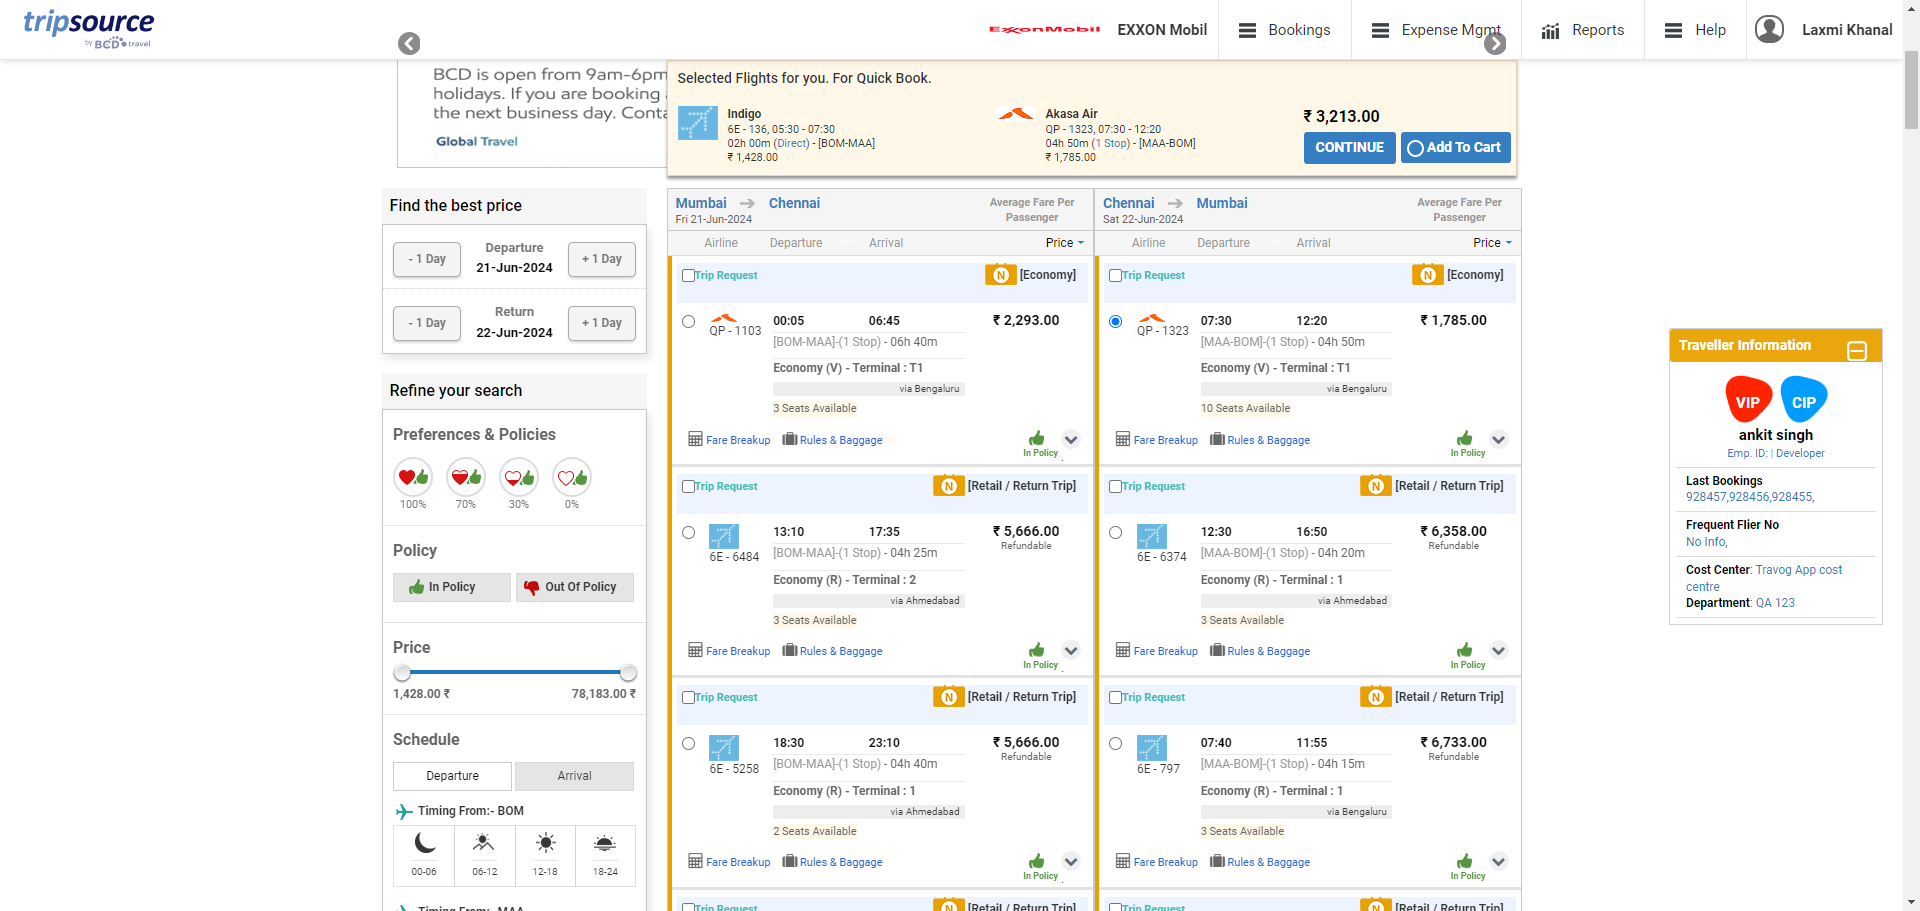 tripsource
by BCD travel
ExxonMobil
EXXON Mobil
Bookings
Expense Mgmt
Reports
Help
Laxmi Khanal
BCD is open from 9am-6pm
holidays. If you are booking
the next business day. Conta
Global Travel
Selected Flights for you. For Quick Book.
Indigo
6E - 136, 05:30 - 07:30
02h 00m (Direct) - [BOM-MAA]
₹ 1,428.00
Akasa Air
QP - 1323, 07:30 - 12:20
04h 50m (1 Stop) - [MAA-BOM]
₹ 1,785.00
₹ 3,213.00
CONTINUE
Add To Cart
Find the best price
- 1 Day
Departure
21-Jun-2024
+ 1 Day
- 1 Day
Return
22-Jun-2024
+ 1 Day
Refine your search
Preferences & Policies
100%
70%
30%
0%
Policy
In Policy
Out Of Policy
Price
1,428.00 ₹
78,183.00 ₹
Schedule
Departure
Arrival
Timing From:- BOM
00-06
06-12
12-18
18-24
Timing From:- MAA
Mumbai
Chennai
Fri 21-Jun-2024
Average Fare Per
Passenger
Airline
Departure
Arrival
Price
Trip Request
N
[Economy]
QP - 1103
00:05
06:45
₹ 2,293.00
[BOM-MAA]-(1 Stop) - 06h 40m
Economy (V) - Terminal : T1
via Bengaluru
3 Seats Available
Fare Breakup
Rules & Baggage
In Policy
Trip Request
N
[Retail / Return Trip]
6E - 6484
13:10
17:35
₹ 5,666.00
Refundable
[BOM-MAA]-(1 Stop) - 04h 25m
Economy (R) - Terminal : 2
via Ahmedabad
3 Seats Available
Fare Breakup
Rules & Baggage
In Policy
Trip Request
N
[Retail / Return Trip]
6E - 5258
18:30
23:10
₹ 5,666.00
Refundable
[BOM-MAA]-(1 Stop) - 04h 40m
Economy (R) - Terminal : 1
via Ahmedabad
2 Seats Available
Fare Breakup
Rules & Baggage
In Policy
Trip Request
N
[Retail / Return Trip]
Chennai
Mumbai
Sat 22-Jun-2024
Average Fare Per
Passenger
Airline
Departure
Arrival
Price
Trip Request
N
[Economy]
QP - 1323
07:30
12:20
₹ 1,785.00
[MAA-BOM]-(1 Stop) - 04h 50m
Economy (V) - Terminal : T1
via Bengaluru
10 Seats Available
Fare Breakup
Rules & Baggage
In Policy
Trip Request
N
[Retail / Return Trip]
6E - 6374
12:30
16:50
₹ 6,358.00
Refundable
[MAA-BOM]-(1 Stop) - 04h 20m
Economy (R) - Terminal : 1
via Ahmedabad
3 Seats Available
Fare Breakup
Rules & Baggage
In Policy
Trip Request
N
[Retail / Return Trip]
6E - 797
07:40
11:55
₹ 6,733.00
Refundable
[MAA-BOM]-(1 Stop) - 04h 15m
Economy (R) - Terminal : 1
via Bengaluru
3 Seats Available
Fare Breakup
Rules & Baggage
In Policy
Trip Request
N
[Retail / Return Trip]
Traveller Information
VIP
CIP
ankit singh
Emp. ID: | Developer
Last Bookings
928457,928456,928455,
Frequent Flier No
No Info,
Cost Center: Travog App cost
centre
Department: QA 123